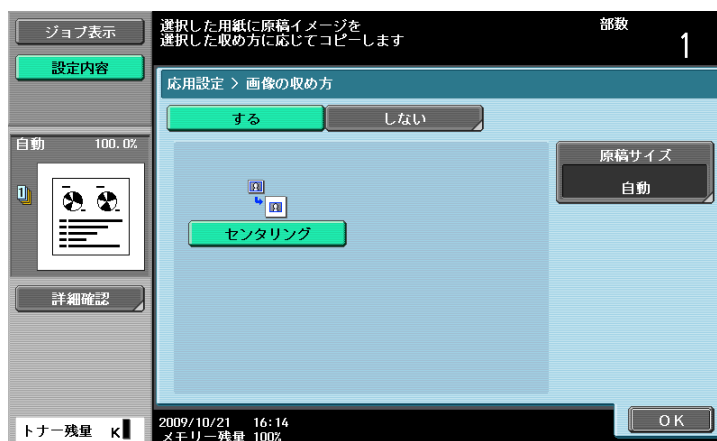 ジョブ表示
設定内容
選択した用紙に原稿イメージを
選択した収め方に応じてコピーします
部数
1
応用設定 > 画像の収め方
する
しない
自動 100.0%
1
原稿サイズ
自動
センタリング
詳細確認
トナー残量 K
2009/10/21 16:14
メモリー残量 100%
OK